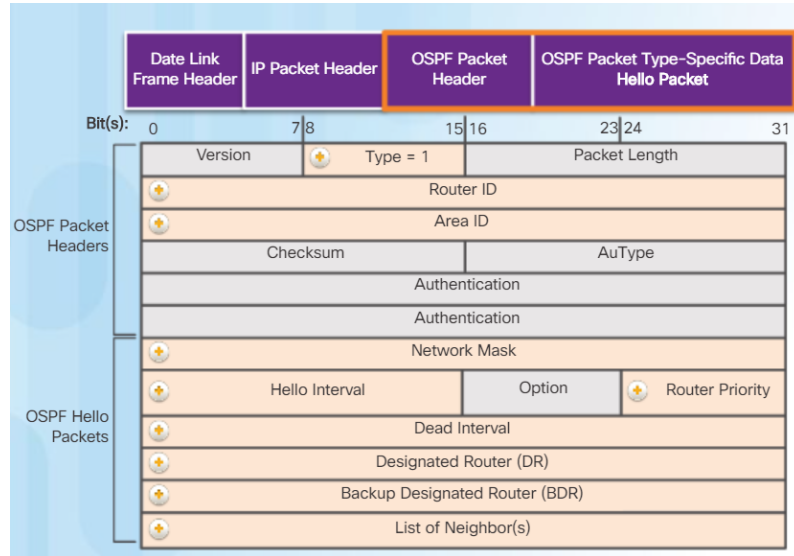 Date Link
Frame Header
IP Packet Header
OSPF Packet
Header
OSPF Packet Type-Specific Data
Hello Packet
Bit(s): 0 7 8 15 16 23 24 31
OSPF Packet
Headers
Version Type = 1 Packet Length
Router ID
Area ID
Checksum AuType
Authentication
Authentication
OSPF Hello
Packets
Network Mask
Hello Interval Option Router Priority
Dead Interval
Designated Router (DR)
Backup Designated Router (BDR)
List of Neighbor(s)